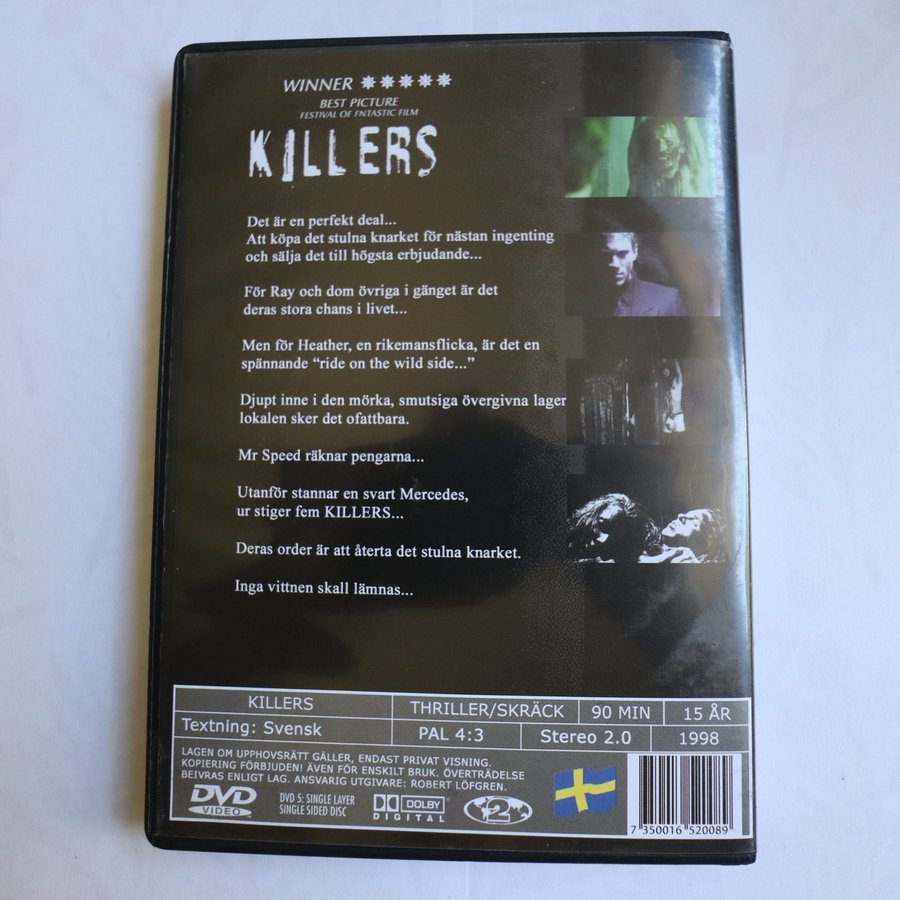 WINNER *****
BEST PICTURE
FESTIVAL OF FNTASTIC FILM
KILLERS
Det är en perfekt deal...
Att köpa det stulna knarket för nästan ingenting
och sälja det till högsta erbjudande...
För Ray och dom övriga i gänget är det
deras stora chans i livet...
Men för Heather, en rikemansflicka, är det en
spännande “ride on the wild side...”
Djupt inne i den mörka, smutsiga övergivna lager
lokalen sker det ofattbara.
Mr Speed räknar pengarna...
Utanför stannar en svart Mercedes,
ur stiger fem KILLERS...
Deras order är att återta det stulna knarket.
Inga vittnen skall lämnas...
KILLERS THRILLER/SKRÄCK 90 MIN 15 ÅR
Textning: Svensk PAL 4:3 Stereo 2.0 1998
LAGEN OM UPPHOVSRÄTT GÄLLER, ENDAST PRIVAT VISNING.
KOPIERING FÖRBJUDEN! ÄVEN FÖR ENSKILT BRUK. ÖVERTRÄDELSE
BEIVRAS ENLIGT LAG. ANSVARIG UTGIVARE: ROBERT LÖFGREN.
DVD
VIDEO
DVD 5: SINGLE LAYER
SINGLE SIDED DISC
DOLBY
DIGITAL
2
7 350016 520089